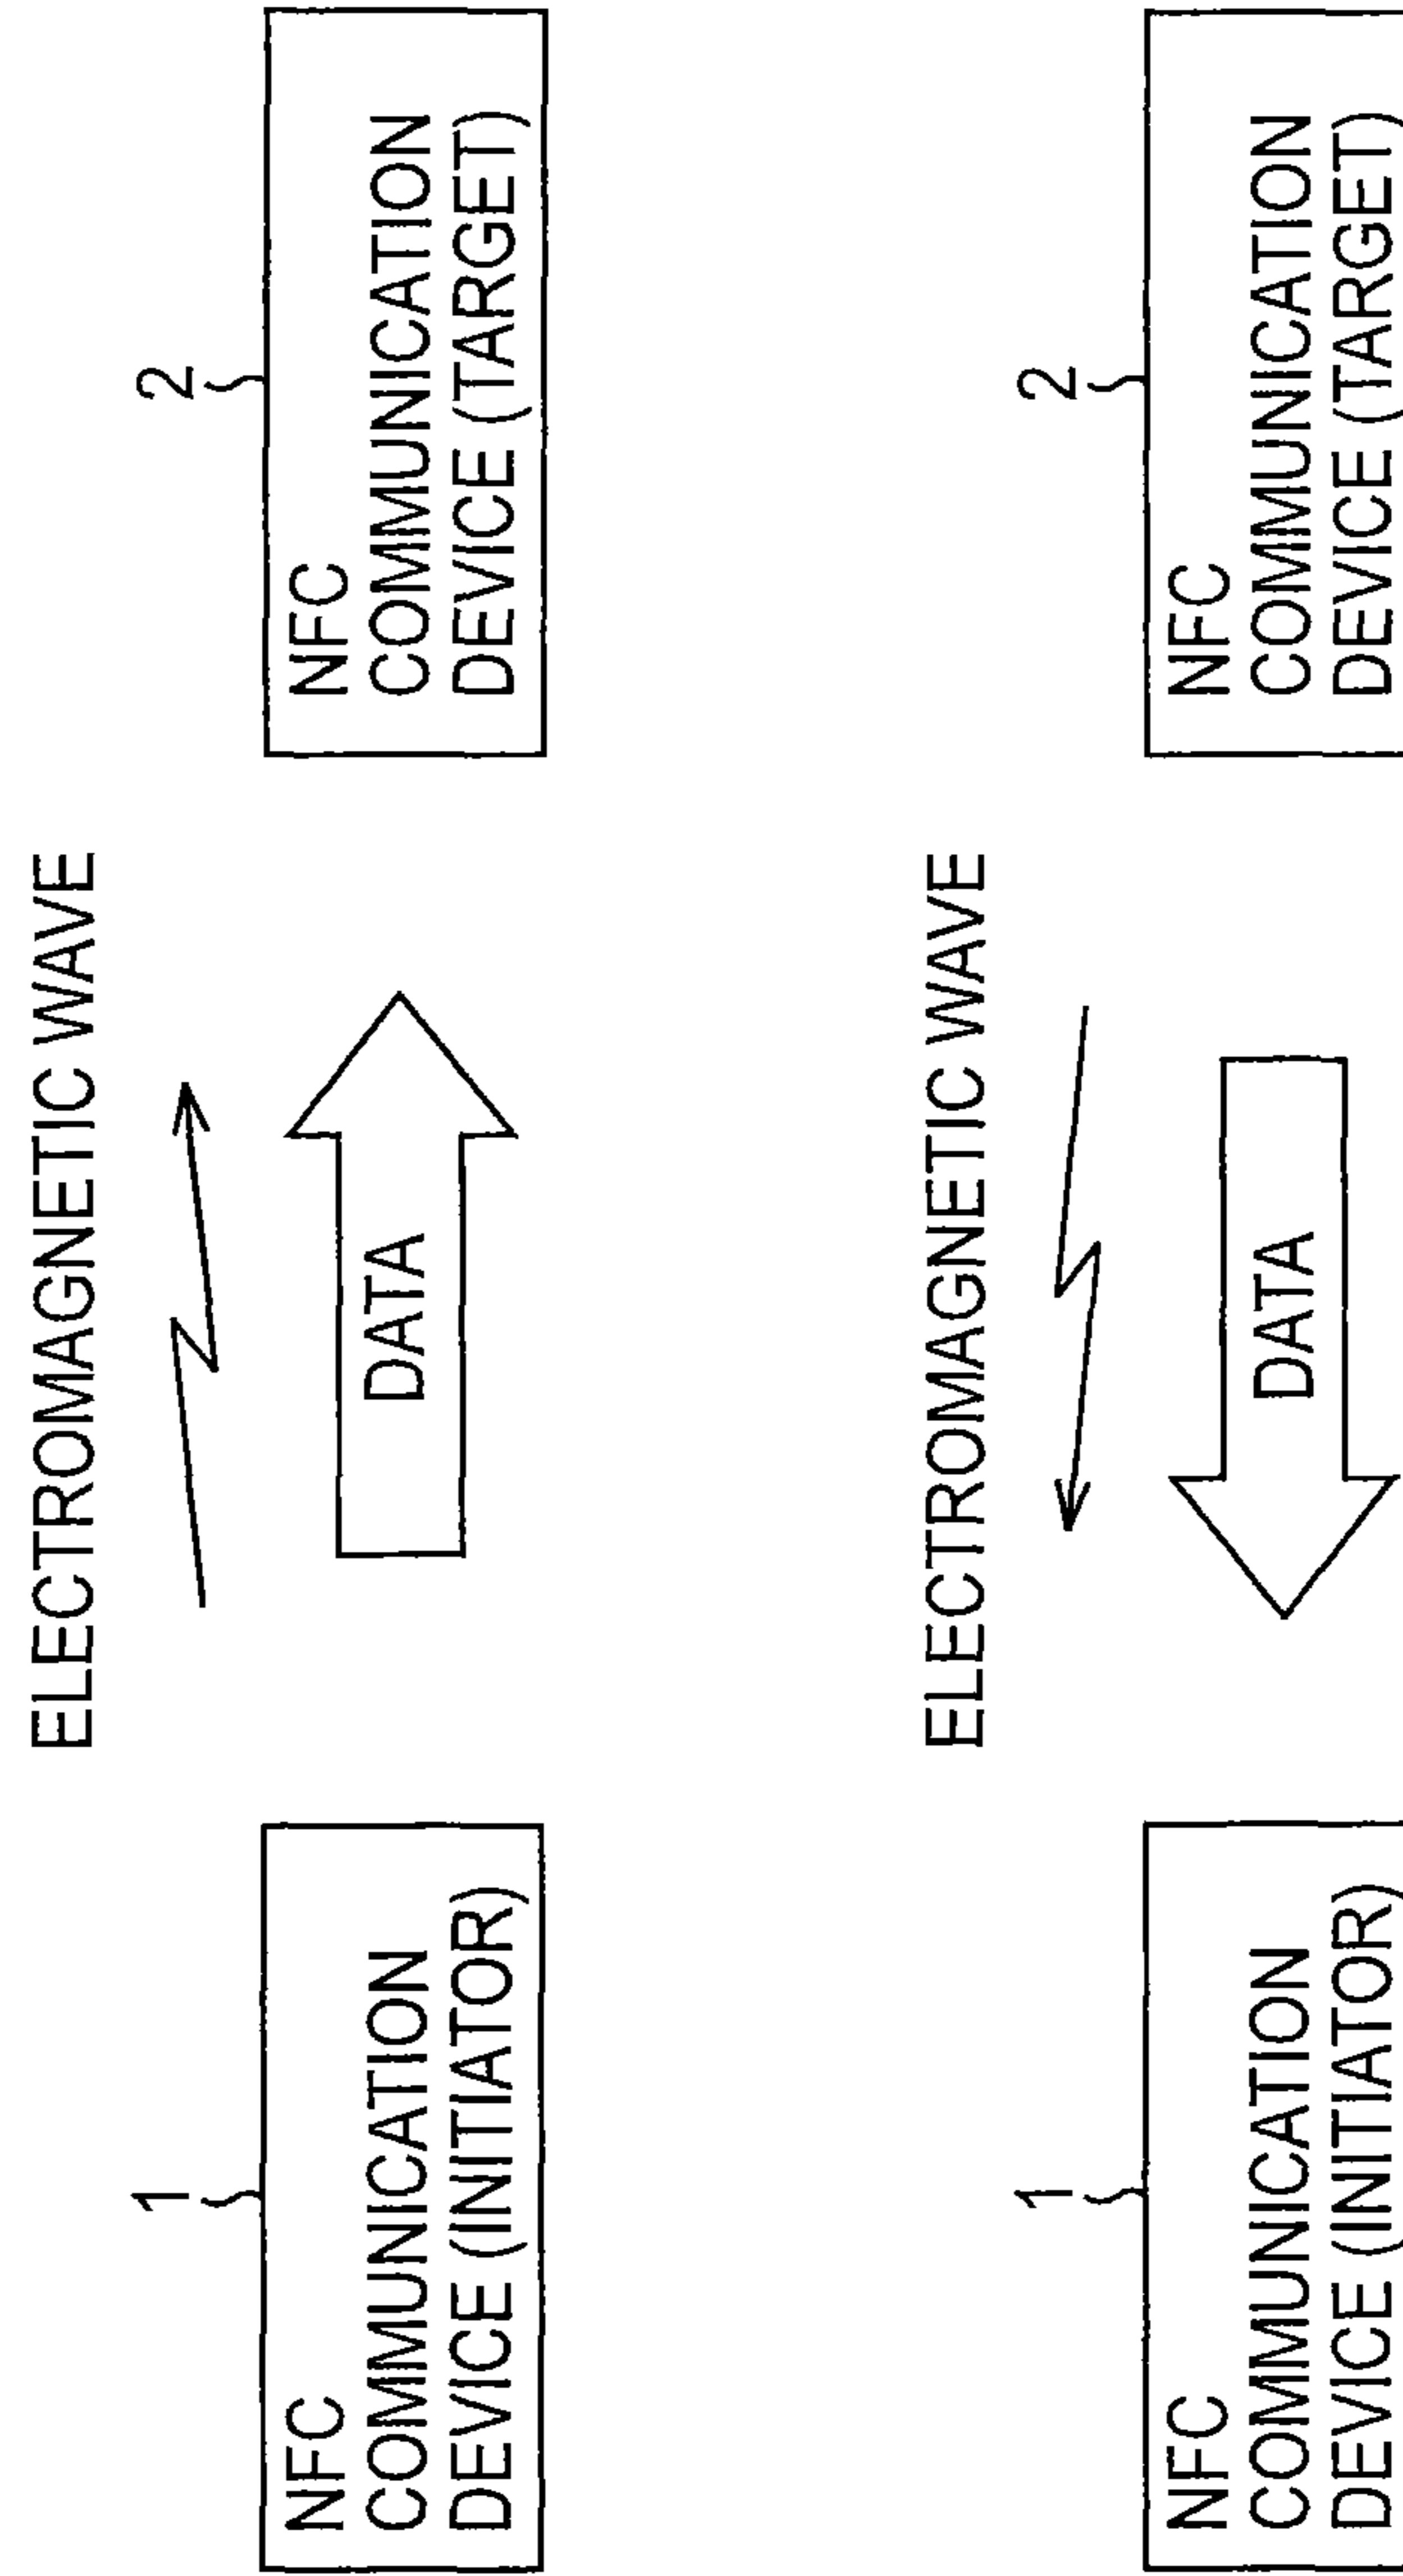 ELECTROMAGNETIC WAVE
1
2
NFC
COMMUNICATION
DEVICE (INITIATOR)
DATA
NFC
COMMUNICATION
DEVICE (TARGET)
ELECTROMAGNETIC WAVE
1
2
NFC
COMMUNICATION
DEVICE (INITIATOR)
DATA
NFC
COMMUNICATION
DEVICE (TARGET)